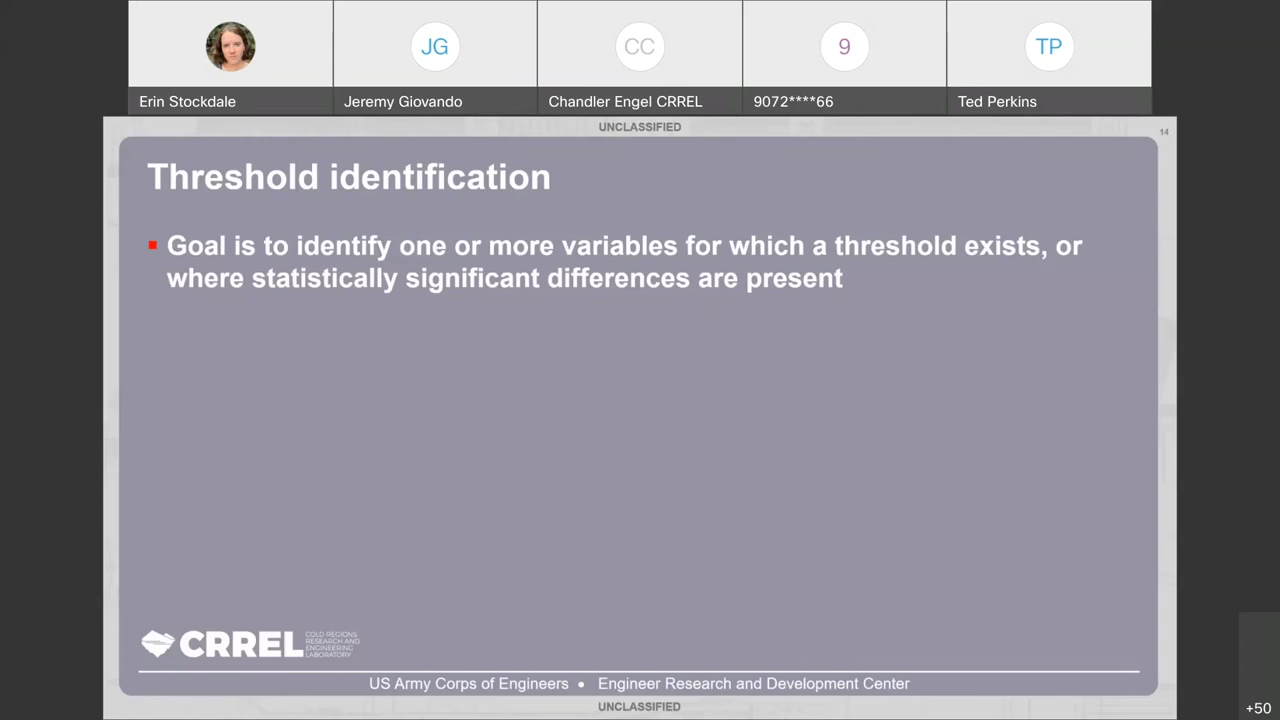 JG
CC
9
TP
Erin Stockdale
Jeremy Giovando
Chandler Engel CRREL
9072****66
Ted Perkins
UNCLASSIFIED
14
Threshold identification
Goal is to identify one or more variables for which a threshold exists, or
where statistically significant differences are present
CRREL
COLD REGIONS
RESEARCH AND
ENGINEERING
LABORATORY
US Army Corps of Engineers • Engineer Research and Development Center
UNCLASSIFIED
+50